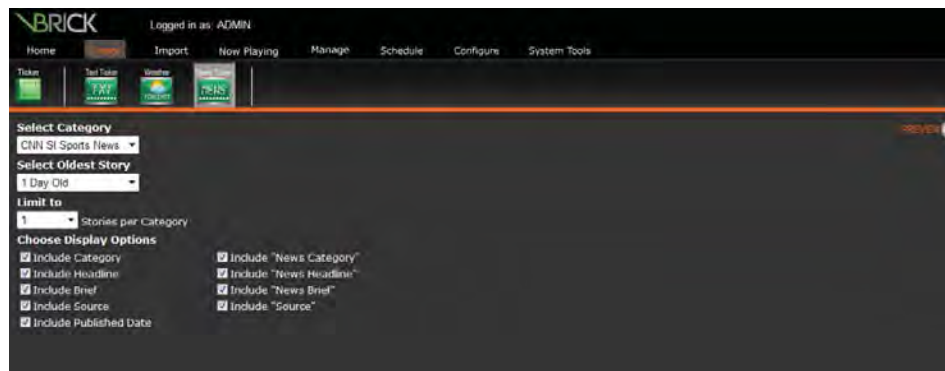 VBRICK
Logged in as: ADMIN
Home Import Now Playing Manage Schedule Configure System Tools
Ticker Text Ticker Weather
TXT NEWS
PREVIEW
Select Category
CNN SI Sports News
Select Oldest Story
1 Day Old
Limit to
1 Stories per Category
Choose Display Options
Include Category Include "News Category"
Include Headline Include "News Headline"
Include Brief Include "News Brief"
Include Source Include "Source"
Include Published Date